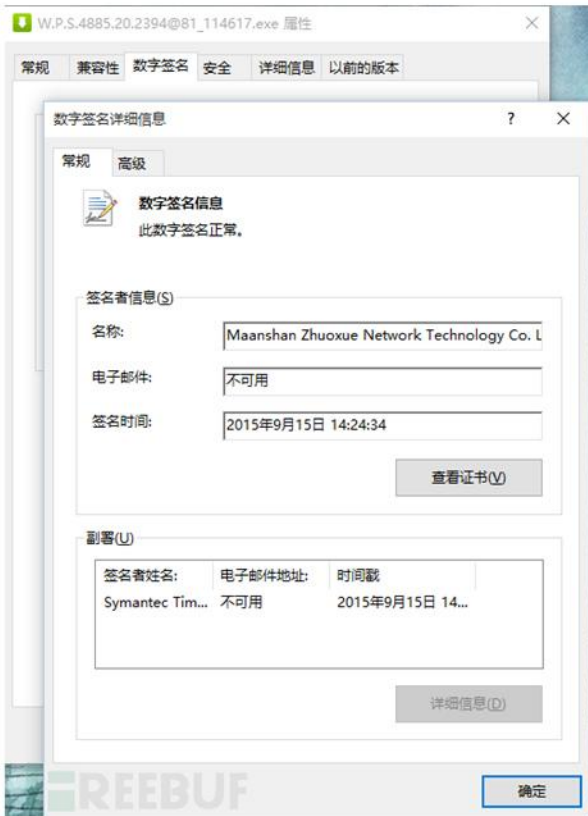 W.P.S.4885.20.2394@81_114617.exe 属性
常规 兼容性 数字签名 安全 详细信息 以前的版本
数字签名详细信息
常规 高级
数字签名信息
此数字签名正常。
签名者信息(S)
名称: Maanshan Zhuoxue Network Technology Co. L
电子邮件: 不可用
签名时间: 2015年9月15日 14:24:34
查看证书(V)
副署(U)
签名者姓名: 电子邮件地址: 时间戳
Symantec Tim... 不可用 2015年9月15日 14...
详细信息(D)
确定
REEBUF